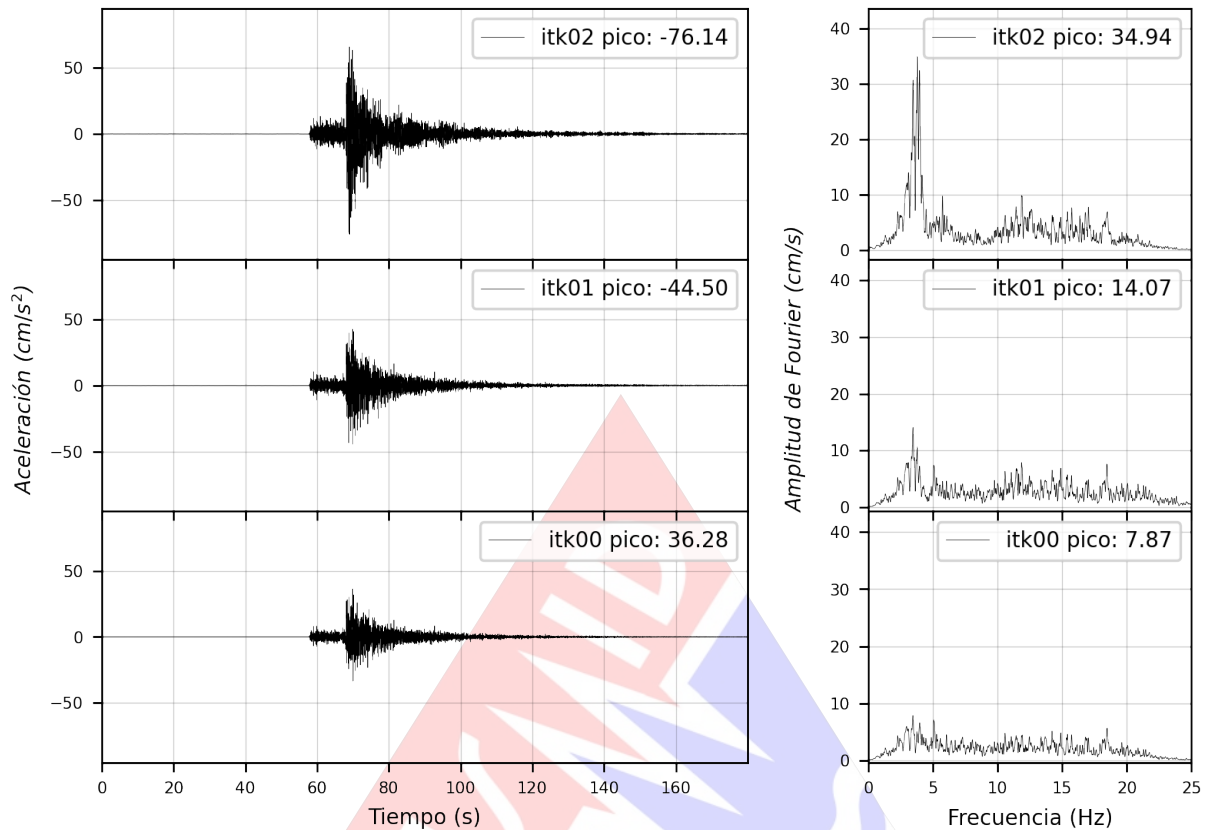 itk02 pico: -76.14
50
0
−50
itk01 pico: -44.50
50
0
−50
itk00 pico: 36.28
50
0
−50
0 20 40 60 80 100 120 140 160
Tiempo (s)
Aceleración (cm/s²)
itk02 pico: 34.94
40
30
20
10
0
itk01 pico: 14.07
40
30
20
10
0
itk00 pico: 7.87
40
30
20
10
0
0 5 10 15 20 25
Frecuencia (Hz)
Amplitud de Fourier (cm/s)